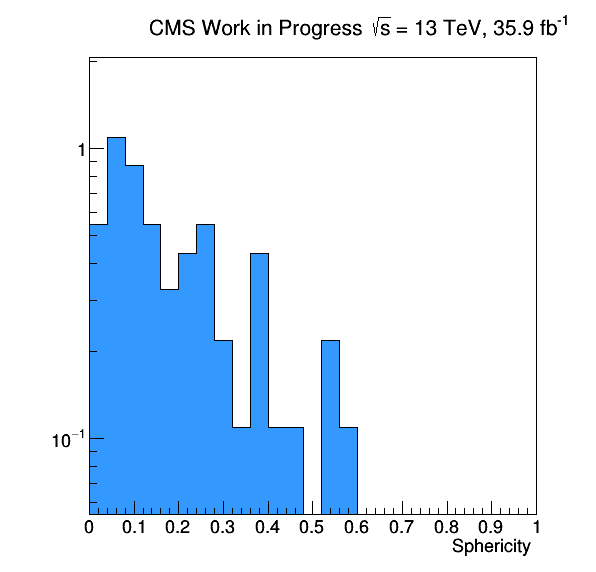 CMS Work in Progress √s = 13 TeV, 35.9 fb⁻¹
1
10⁻¹
0 0.1 0.2 0.3 0.4 0.5 0.6 0.7 0.8 0.9 1
Sphericity